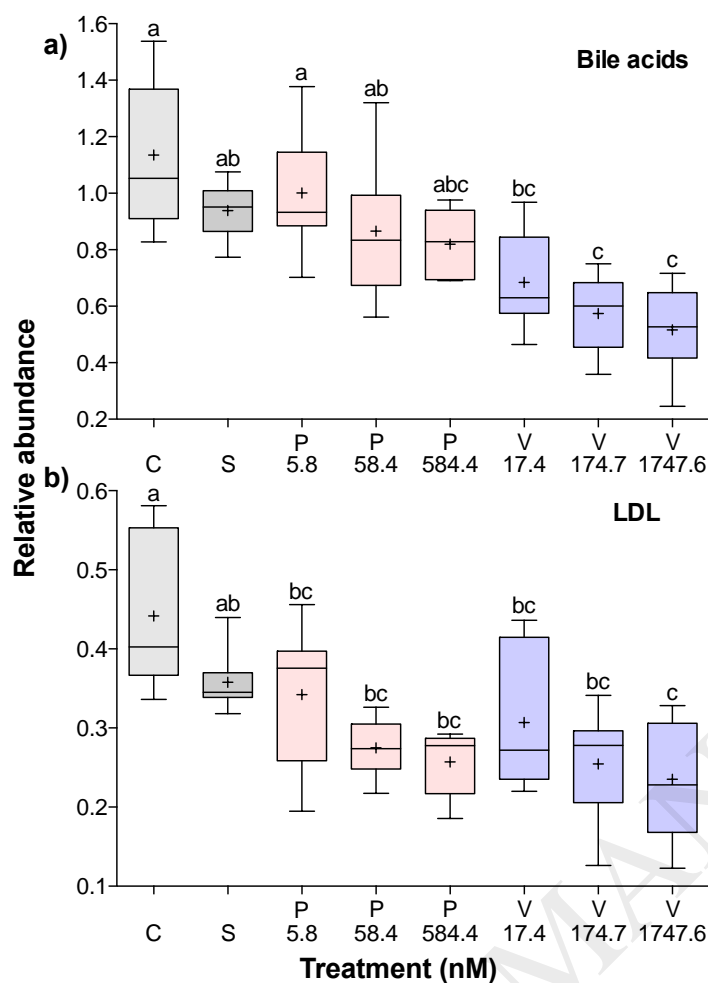 a)
Bile acids
1.6
1.4
1.2
1.0
0.8
0.6
0.4
0.2
a
ab
a
ab
abc
bc
c
c
C S P 5.8 P 58.4 P 584.4 V 17.4 V 174.7 V 1747.6
Relative abundance
b)
LDL
0.6
0.5
0.4
0.3
0.2
0.1
a
ab
bc
bc
bc
bc
bc
c
C S P 5.8 P 58.4 P 584.4 V 17.4 V 174.7 V 1747.6
Treatment (nM)
MAN